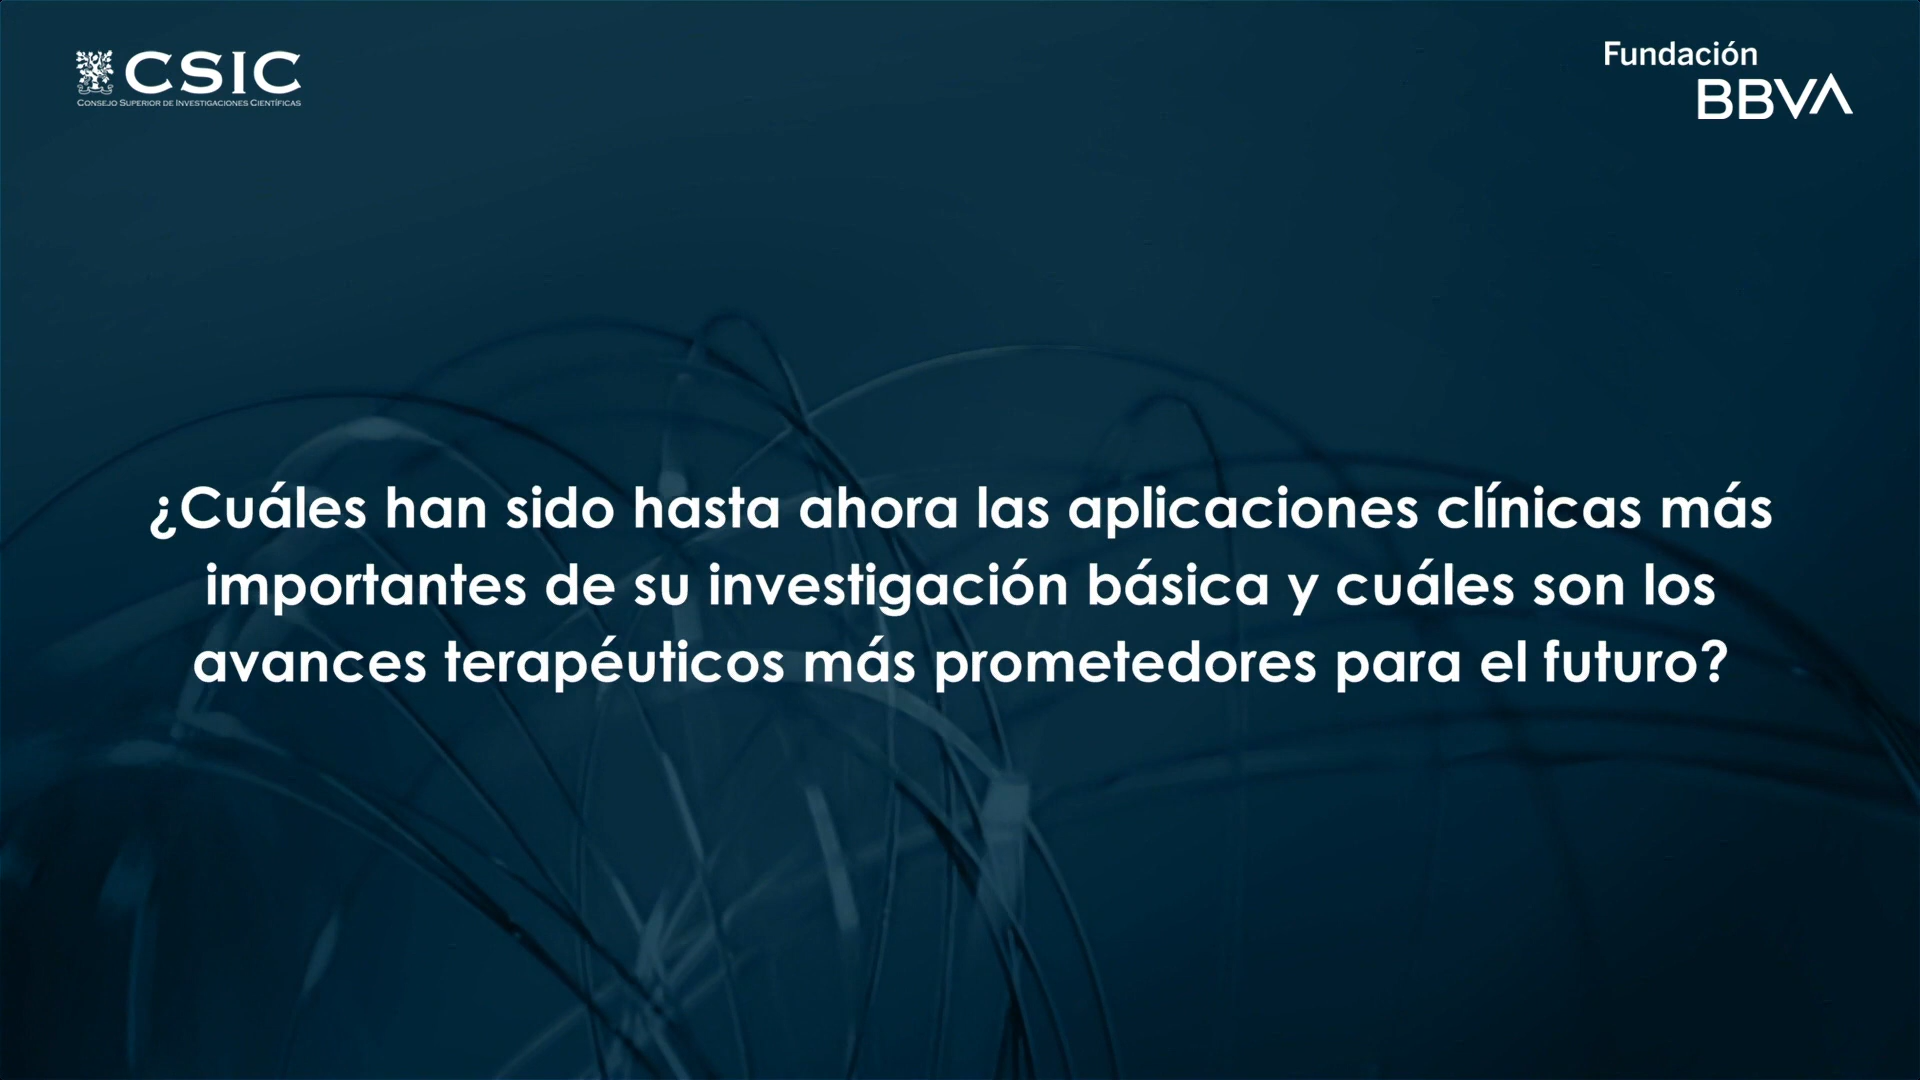 CSIC
CONSEJO SUPERIOR DE INVESTIGACIONES CIENTÍFICAS
Fundación
BBVA
¿Cuáles han sido hasta ahora las aplicaciones clínicas más
importantes de su investigación básica y cuáles son los
avances terapéuticos más prometedores para el futuro?